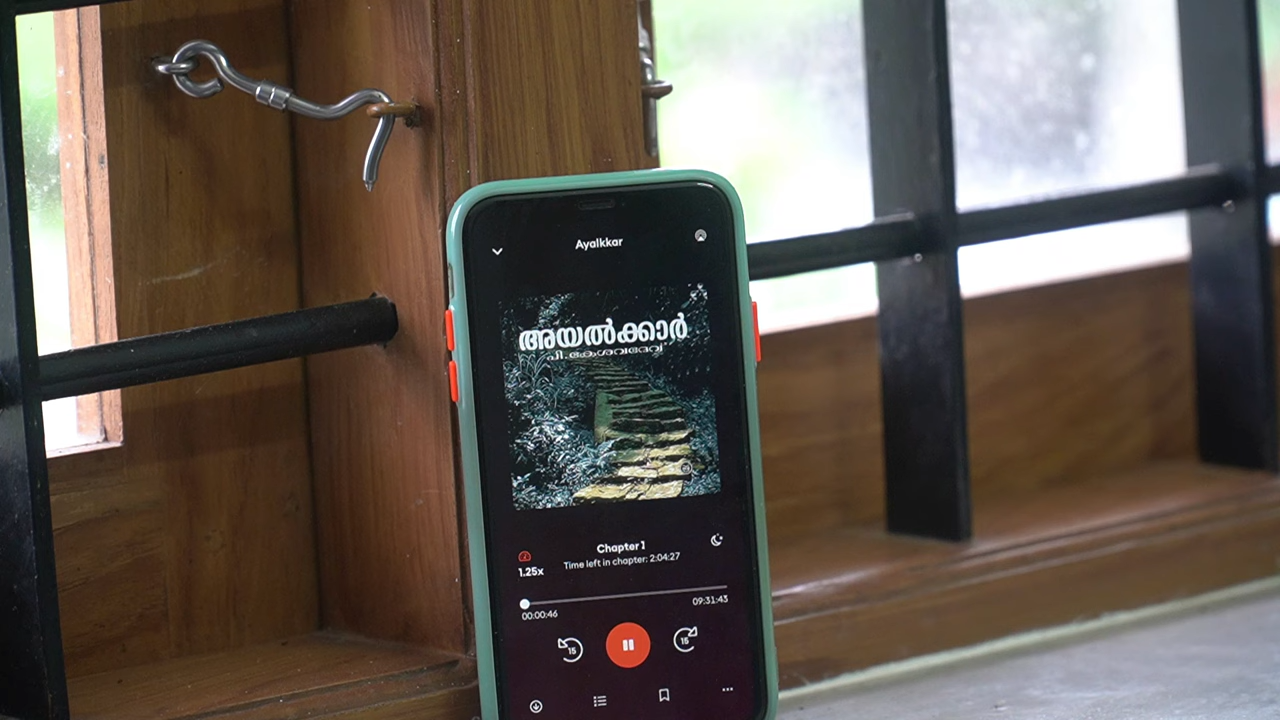 Ayalkkar
അയൽക്കാർ
പി.കേശവദേവ്
Chapter 1
Time left in chapter: 2:04:27
1.25x
00:00:46
09:31:43
15
15